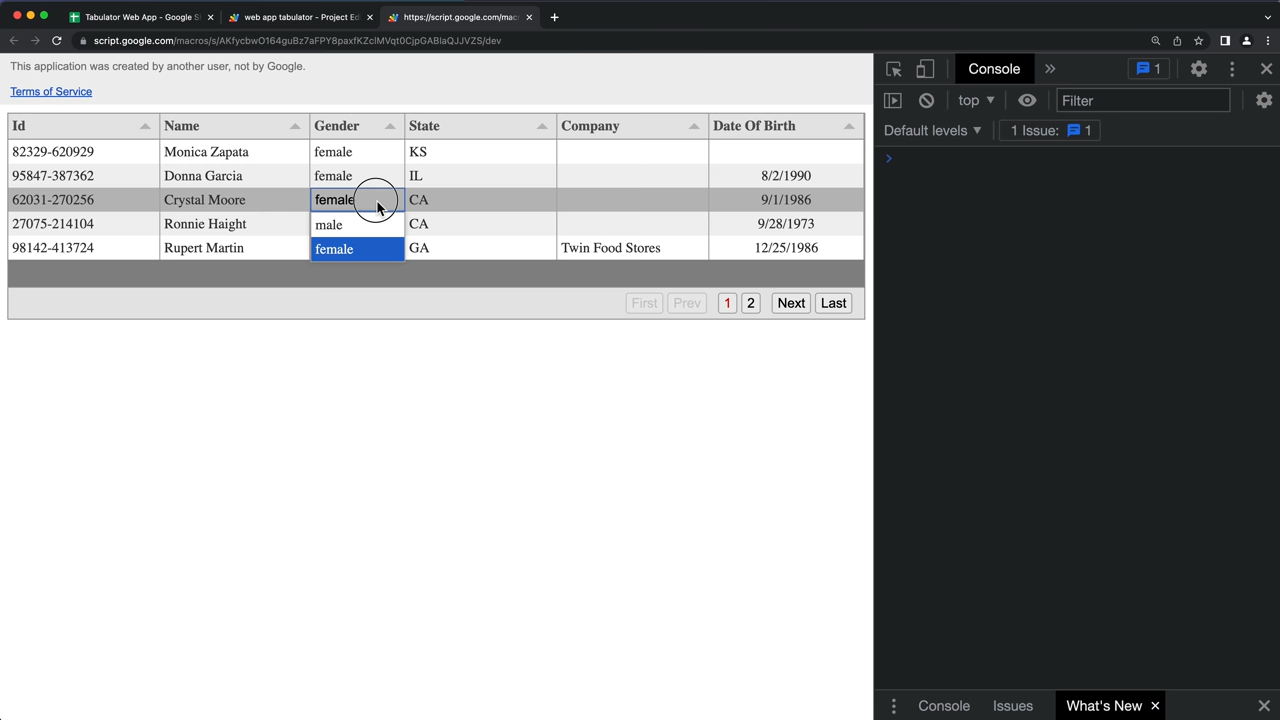 Tabulator Web App - Google Sh
web app tabulator - Project Edi
https://script.google.com/mac
script.google.com/macros/s/AKfycbwO164guBz7aFPY8paxfKZclMVqt0CjpGABlaQJJVZS/dev
This application was created by another user, not by Google.
Terms of Service
Id Name Gender State Company Date Of Birth
82329-620929 Monica Zapata female KS
95847-387362 Donna Garcia female IL 8/2/1990
62031-270256 Crystal Moore female CA 9/1/1986
27075-214104 Ronnie Haight male CA 9/28/1973
98142-413724 Rupert Martin female GA Twin Food Stores 12/25/1986
First Prev 1 2 Next Last
Console 1
top Filter
Default levels 1 Issue: 1
Console Issues What's New